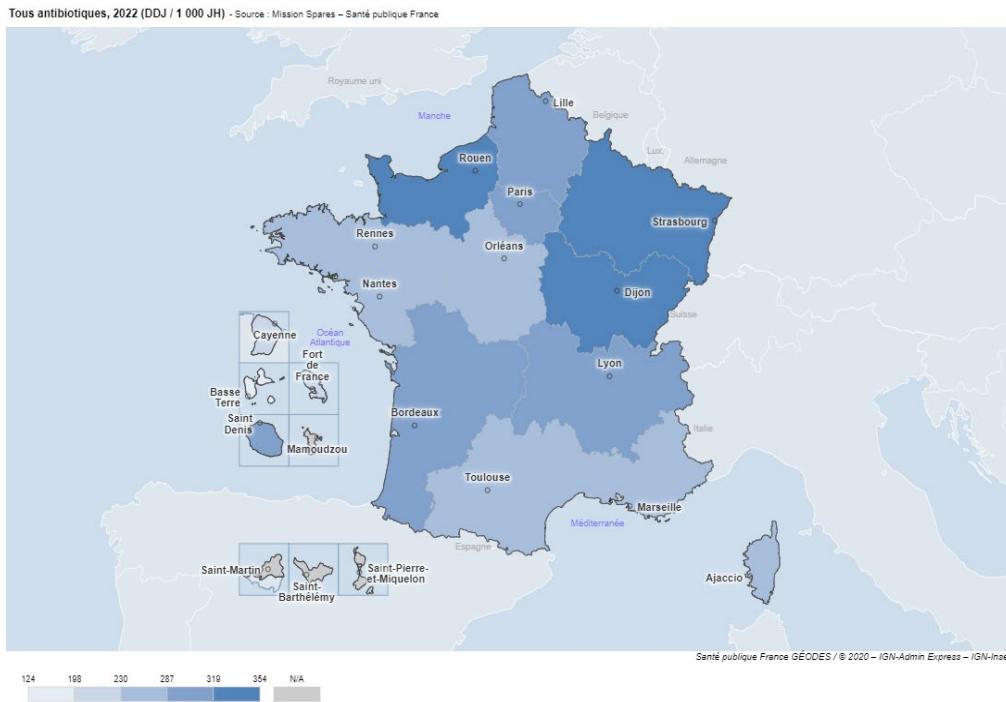 Tous antibiotiques, 2022 (DDJ / 1 000 JH) - Source : Mission Spares – Santé publique France
Royaume uni
Lille
Manche
Belgique
Rouen
Lux.
Allemagne
Paris
Strasbourg
Rennes
Orléans
Nantes
Dijon
Suisse
Océan
Atlantique
Cayenne
Fort
de
France
Lyon
Basse
Terre
Saint
Denis
Bordeaux
Mamoudzou
Italie
Toulouse
Marseille
Méditerranée
Espagne
Saint-Martin
Saint-
Barthélémy
Saint-Pierre-
et-Miquelon
Ajaccio
Santé publique France GÉODES / © 2020 – IGN-Admin Express – IGN-Inse
124 198 230 287 319 354 N/A